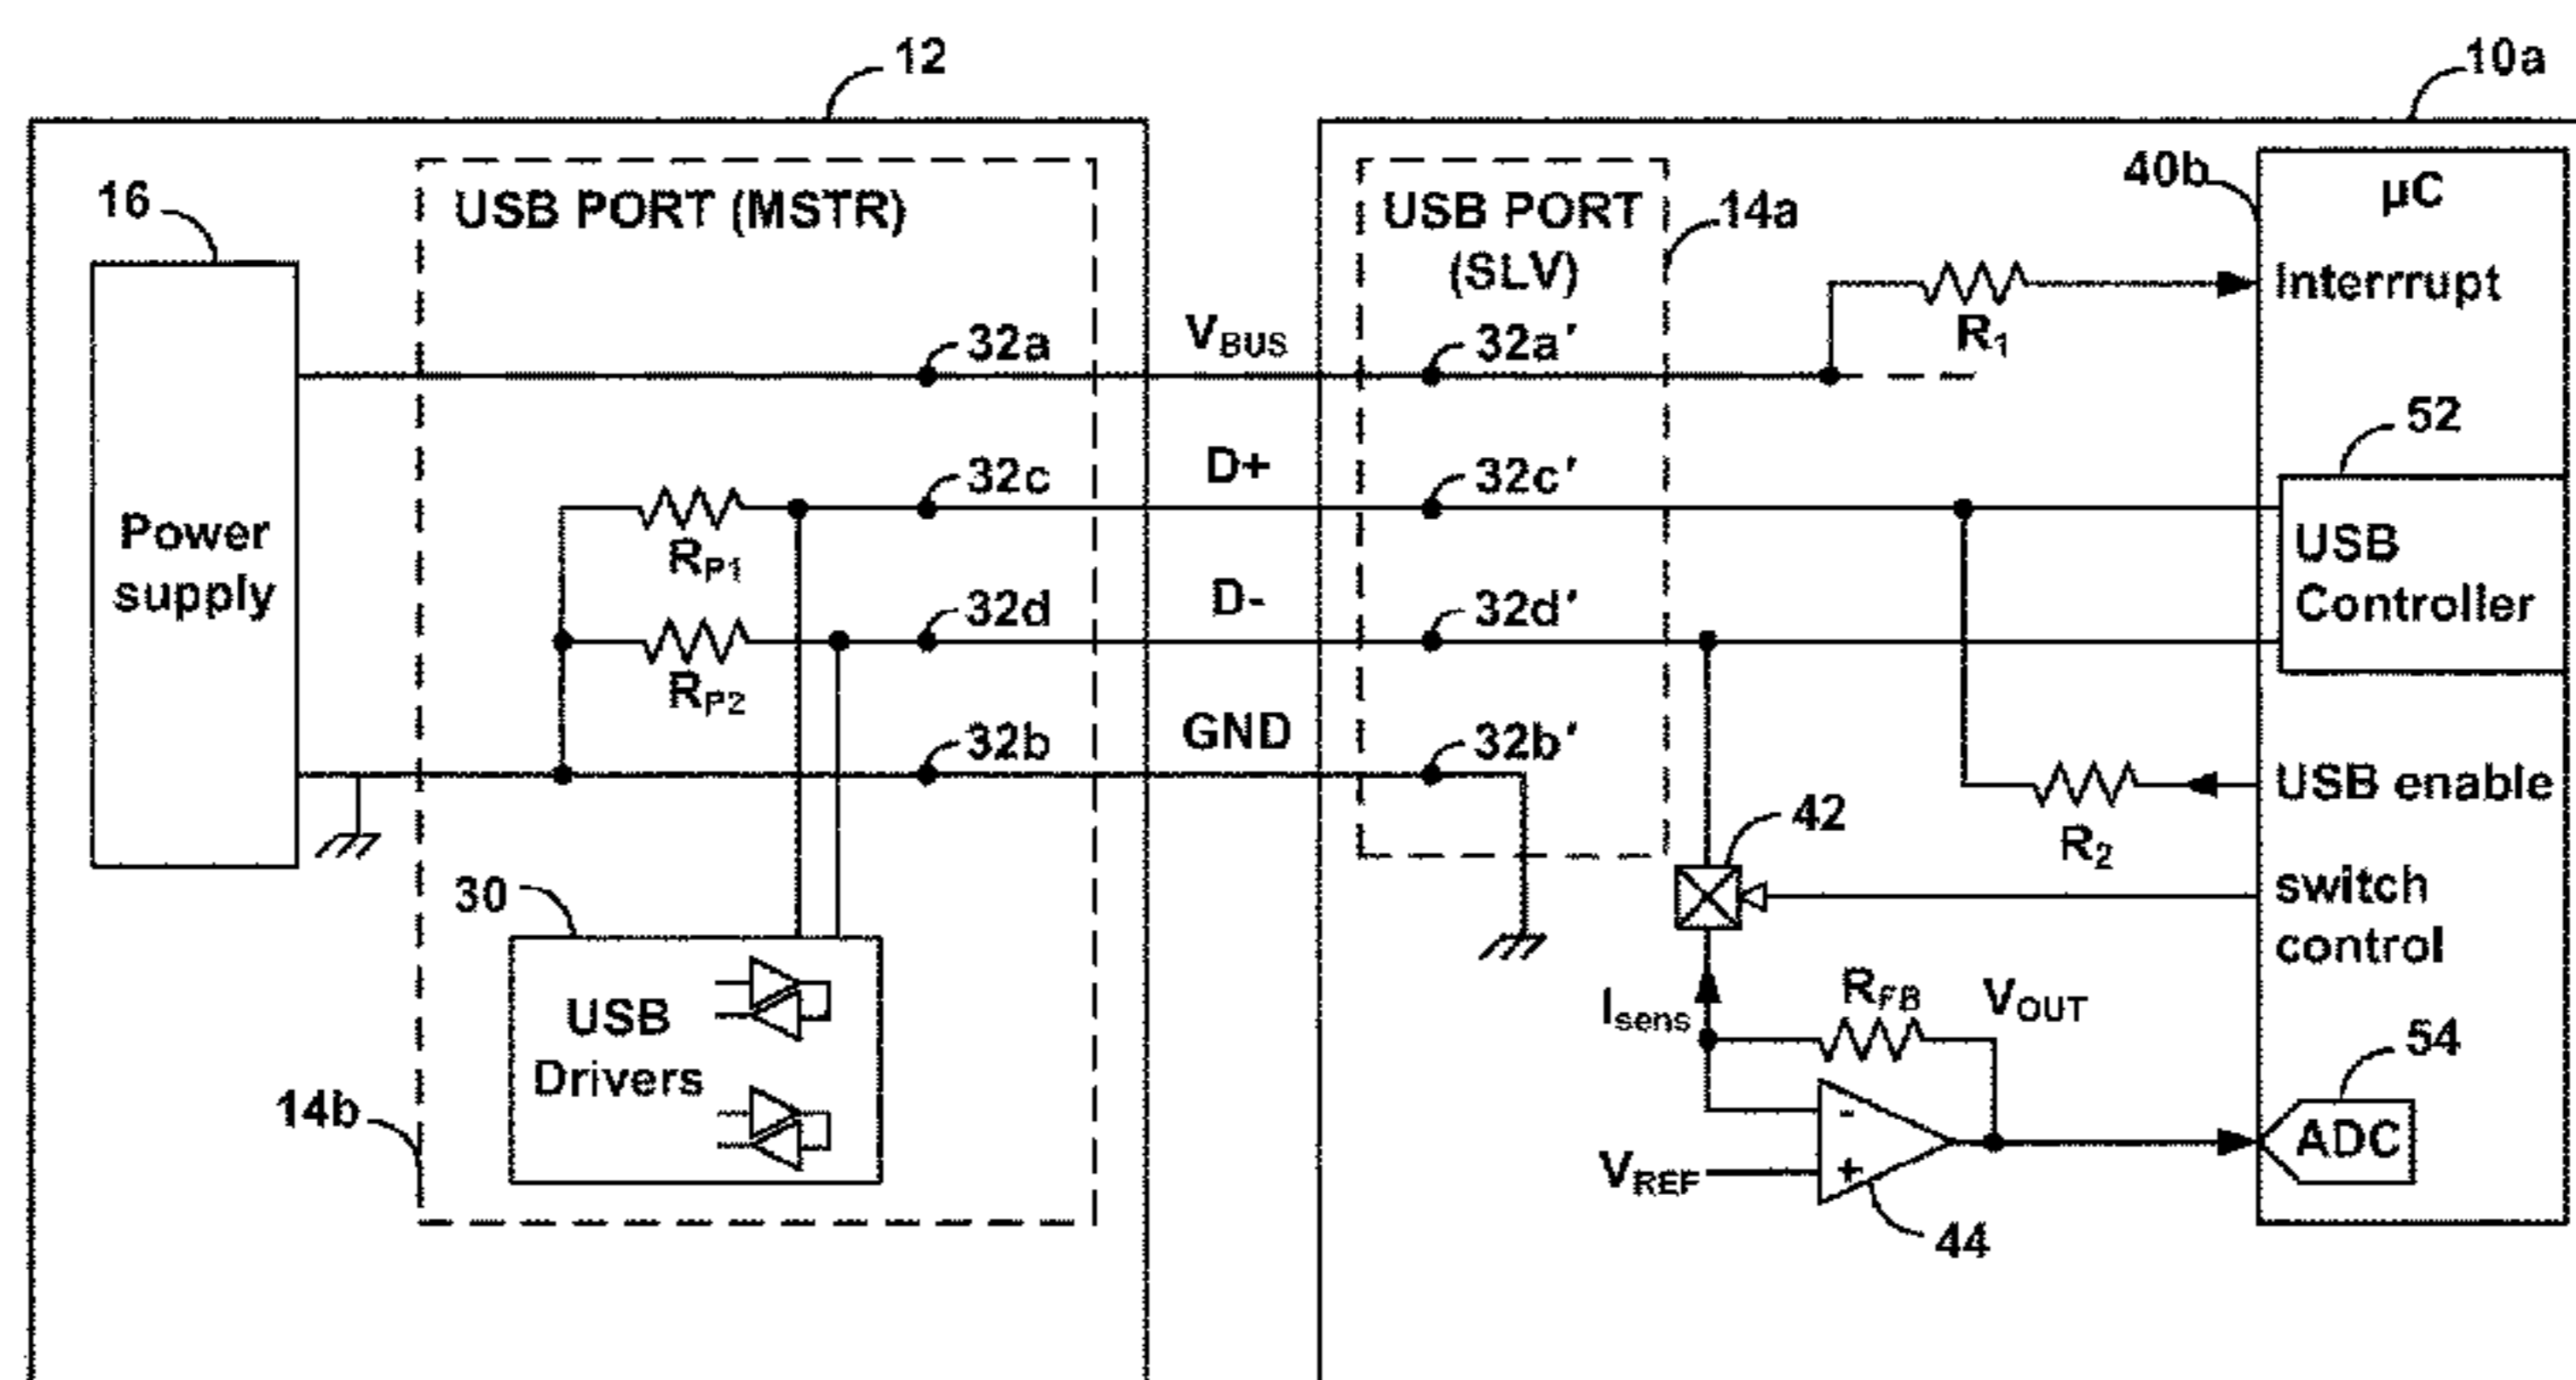 12
10a
16
USB PORT (MSTR)
USB PORT
(SLV)
14a
40b
µC
Interrrupt
R1
32a
VBUS
32a'
52
32c
D+
32c'
Power
supply
RP1
USB
Controller
32d
D-
32d'
RP2
32b
GND
32b'
USB enable
R2
42
switch
control
30
USB
Drivers
Isens
RFB
VOUT
54
14b
-
ADC
VREF
+
44